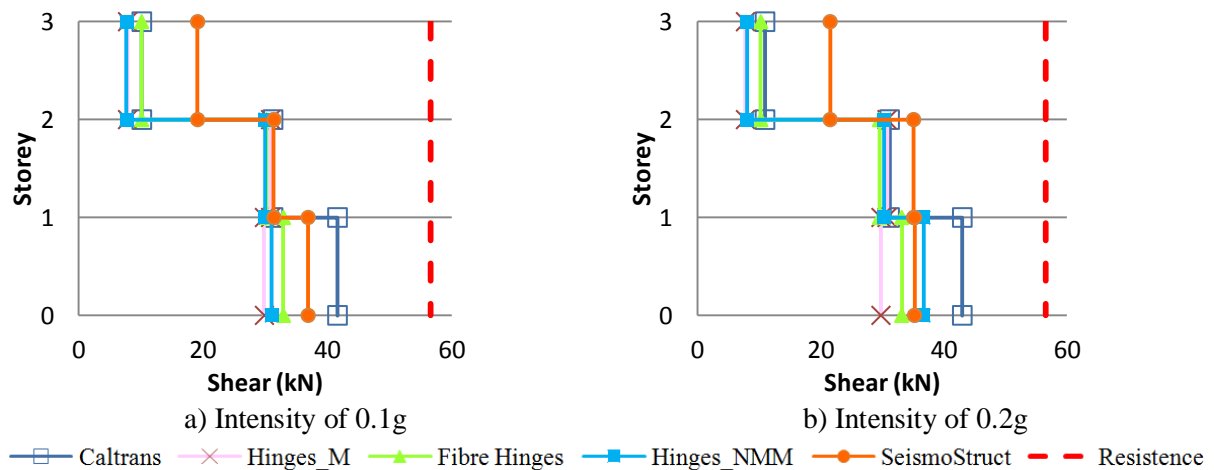 3
2
1
0
Storey
0 20 40 60
Shear (kN)
a) Intensity of 0.1g
3
2
1
0
Storey
0 20 40 60
Shear (kN)
b) Intensity of 0.2g
Caltrans Hinges_M Fibre Hinges Hinges_NMM SeismoStruct Resistence